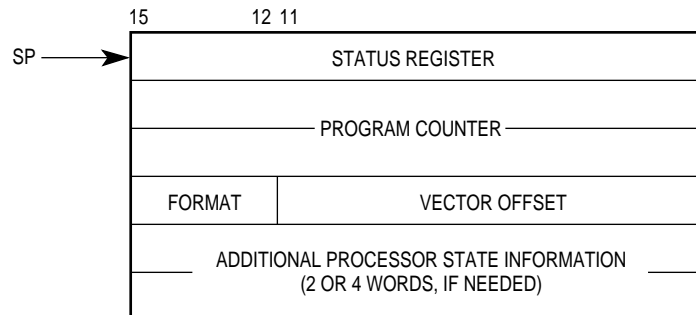 15 12 11
SP STATUS REGISTER
PROGRAM COUNTER
FORMAT VECTOR OFFSET
ADDITIONAL PROCESSOR STATE INFORMATION
(2 OR 4 WORDS, IF NEEDED)